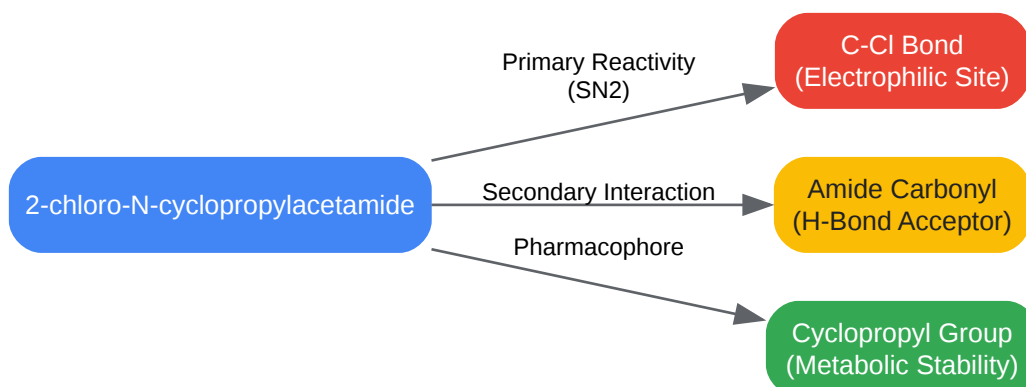 2-chloro-N-cyclopropylacetamide
Primary Reactivity
(SN2)
C-Cl Bond
(Electrophilic Site)
Secondary Interaction
Amide Carbonyl
(H-Bond Acceptor)
Pharmacophore
Cyclopropyl Group
(Metabolic Stability)